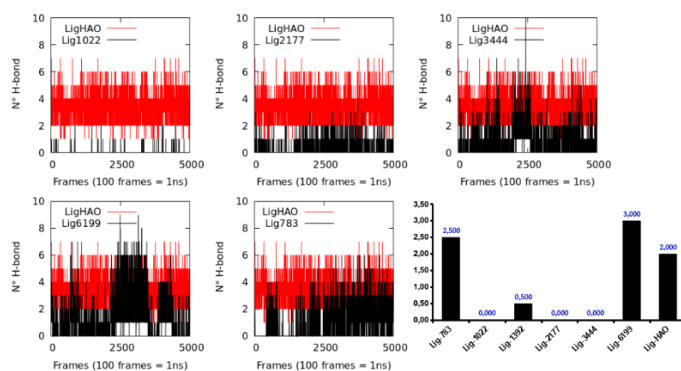 10
8
6
4
2
0
N° H-bond
LigHAO
Lig1022
0
2500
5000
Frames (100 frames = 1ns)
10
8
6
4
2
0
N° H-bond
LigHAO
Lig2177
0
2500
5000
Frames (100 frames = 1ns)
10
8
6
4
2
0
N° H-bond
LigHAO
Lig3444
0
2500
5000
Frames (100 frames = 1ns)
10
8
6
4
2
0
N° H-bond
LigHAO
Lig6199
0
2500
5000
Frames (100 frames = 1ns)
10
8
6
4
2
0
N° H-bond
LigHAO
Lig783
0
2500
5000
Frames (100 frames = 1ns)
3,50
3,00
2,50
2,00
1,50
1,00
0,50
0,00
2,500
0,000
0,500
0,000
0,000
3,000
2,000
Lig-783
Lig-1022
Lig-1392
Lig-2177
Lig-3444
Lig-6199
Lig-HAO